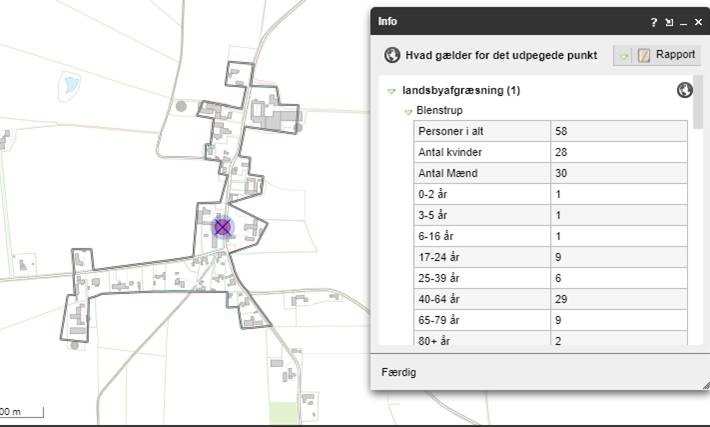 Info
Hvad gælder for det udpegede punkt Rapport
landsbyafgræsning (1)
Blenstrup
Personer i alt 58
Antal kvinder 28
Antal Mænd 30
0-2 år 1
3-5 år 1
6-16 år 1
17-24 år 9
25-39 år 6
40-64 år 29
65-79 år 9
80+ år 2
Færdig
00 m